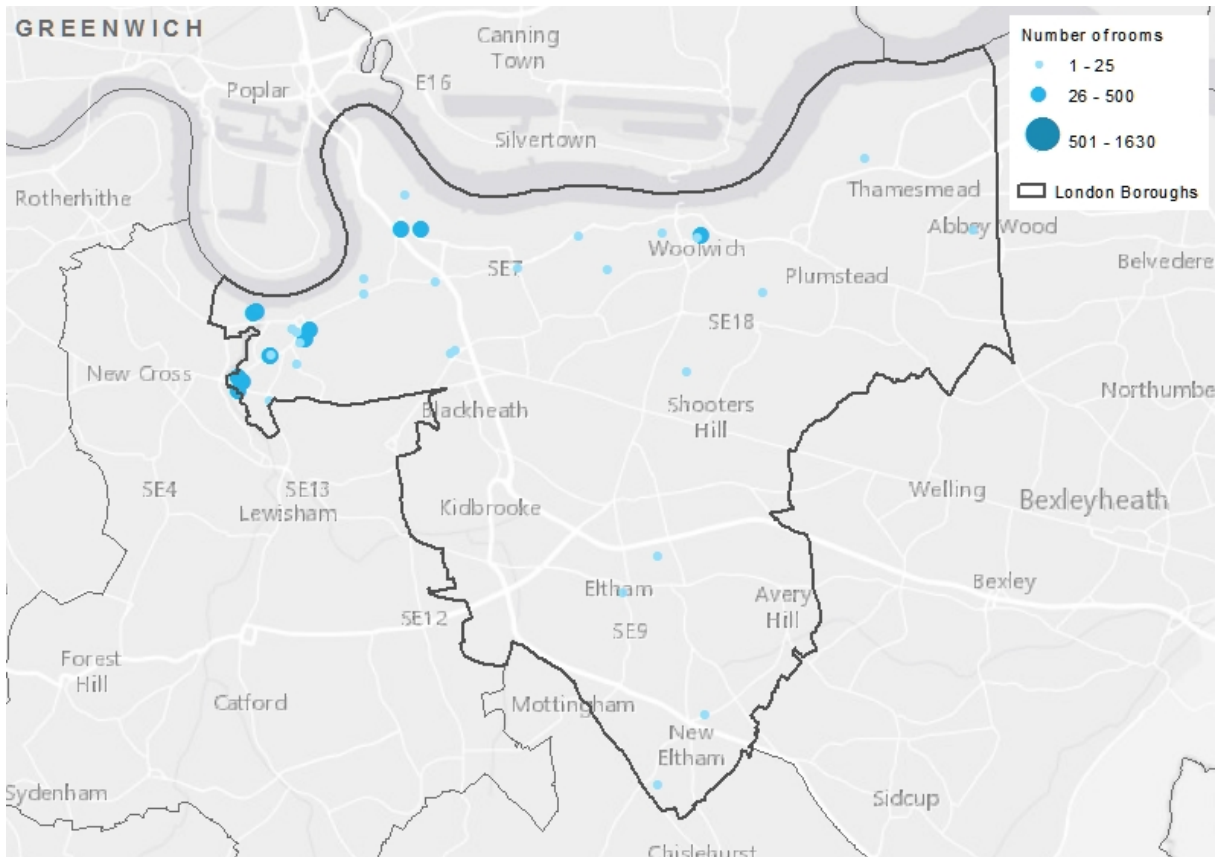 GREENWICH
Canning
Town
Number of rooms
1 - 25
26 - 500
501 - 1630
London Boroughs
E16
Poplar
Silvertown
Rotherhithe
Thamesmead
Abbey Wood
Woolwich
Belvedere
SE7
Plumstead
SE18
New Cross
Northumbe
Blackheath
Shooters
Hill
SE4
SE13
Lewisham
Kidbrooke
Welling
Bexleyheath
Eltham
Avery
Hill
Bexley
SE12
SE9
Forest
Hill
Catford
Mottingham
New
Eltham
Sydenham
Sidcup
Chislehurst